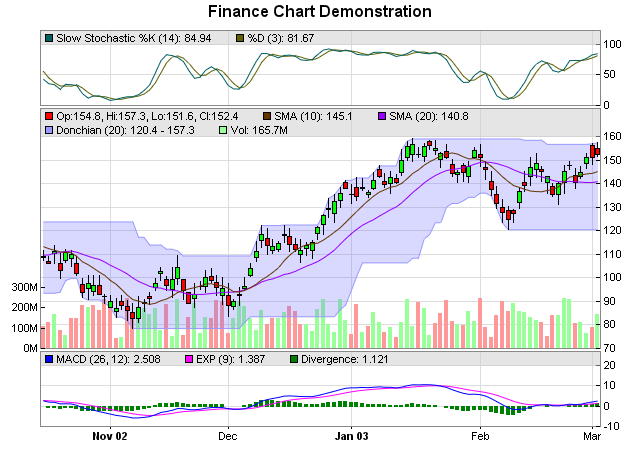 Finance Chart Demonstration
Slow Stochastic %K (14): 84.94 %D (3): 81.67
100
50
0
Op:154.8, Hi:157.3, Lo:151.6, Cl:152.4 SMA (10): 145.1 SMA (20): 140.8
Donchian (20): 120.4 - 157.3 Vol: 165.7M
160
150
140
130
120
110
100
90
80
70
300M
200M
100M
0M
MACD (26, 12): 2.508 EXP (9): 1.387 Divergence: 1.121
20
10
0
-10
Nov 02 Dec Jan 03 Feb Mar